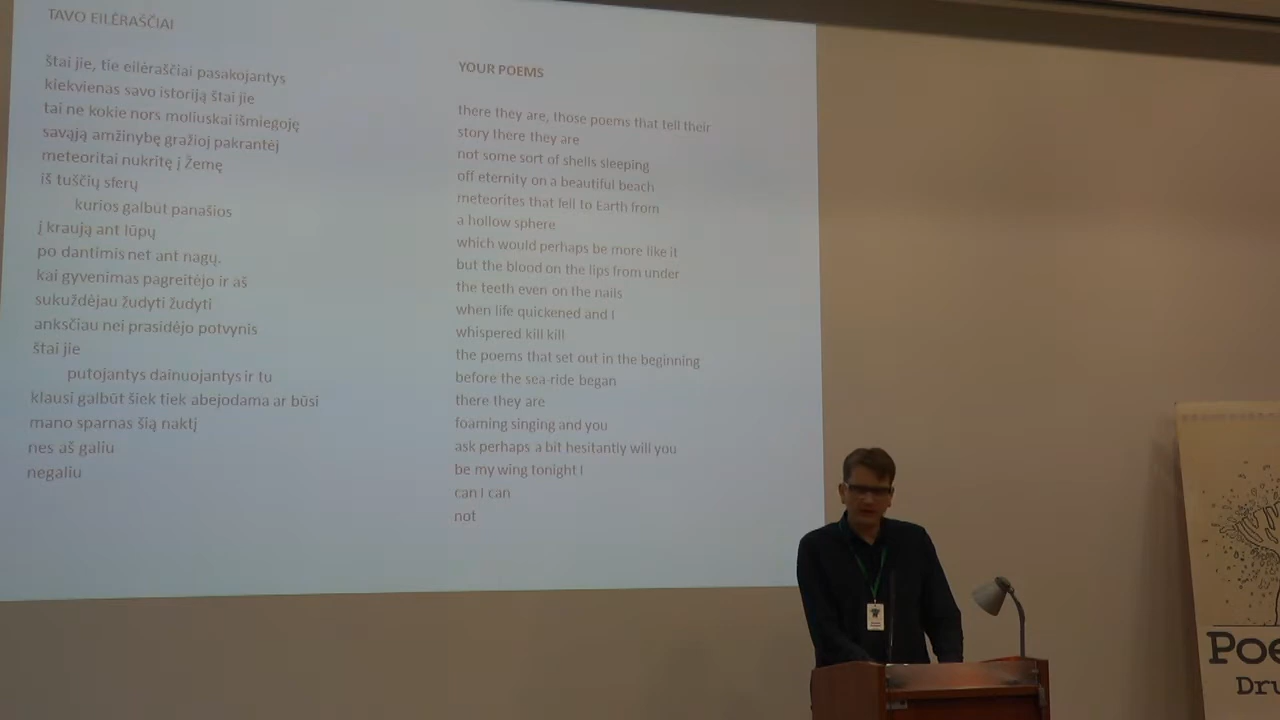 TAVO EILĖRAŠČIAI
štai jie, tie eilėraščiai pasakojantys
kiekvienas savo istoriją štai jie
tai ne kokie nors moliuskai išmiegoję
savąją amžinybę gražioj pakrantėj
meteoritai nukritę į Žemę
iš tuščių sferų
kurios galbūt panašios
į kraują ant lūpų
po dantimis net ant nagų.
kai gyvenimas pagreitėjo ir aš
sukuždėjau žudyti žudyti
anksčiau nei prasidėjo potvynis
štai jie
putojantys dainuojantys ir tu
klausi galbūt šiek tiek abejodama ar būsi
mano sparnas šią naktį
nes aš galiu
negaliu
YOUR POEMS
there they are, those poems that tell their
story there they are
not some sort of shells sleeping
off eternity on a beautiful beach
meteorites that fell to Earth from
a hollow sphere
which would perhaps be more like it
but the blood on the lips from under
the teeth even on the nails
when life quickened and I
whispered kill kill
the poems that set out in the beginning
before the sea-ride began
there they are
foaming singing and you
ask perhaps a bit hesitantly will you
be my wing tonight I
can I can
not
Poe
Dru